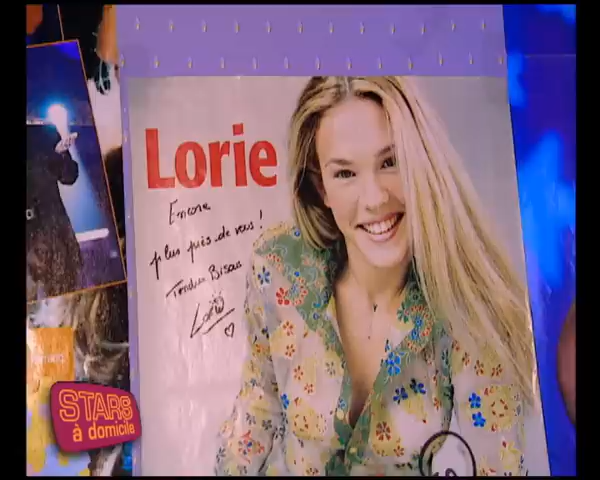 Lorie
Encore
plus près de vous !
Tendres Bisous
Lorie
STARS
à domicile